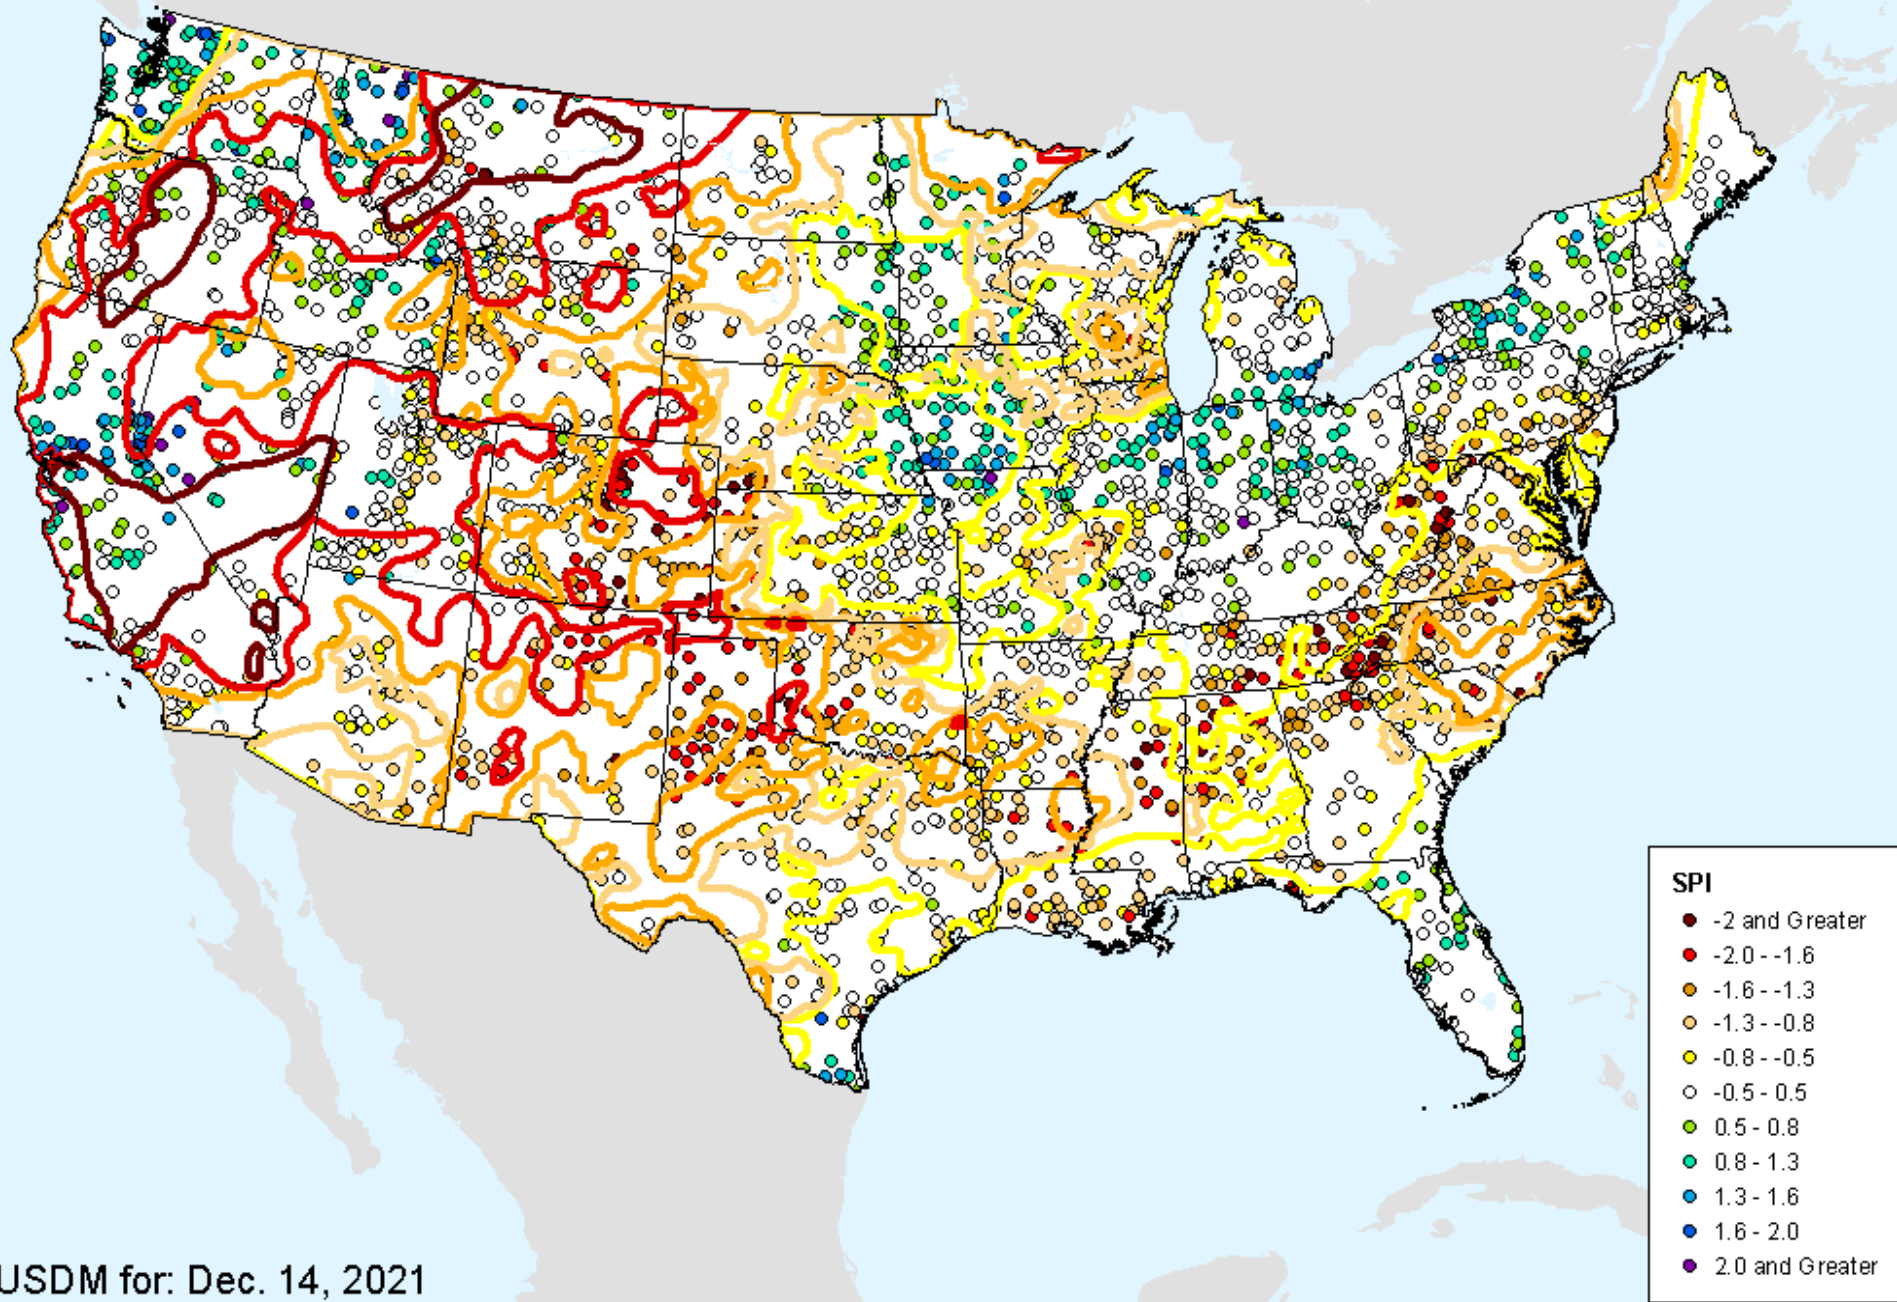 SPI
-2 and Greater
-2.0 - -1.6
-1.6 - -1.3
-1.3 - -0.8
-0.8 - -0.5
-0.5 - 0.5
0.5 - 0.8
0.8 - 1.3
1.3 - 1.6
1.6 - 2.0
2.0 and Greater
USDM for: Dec. 14, 2021